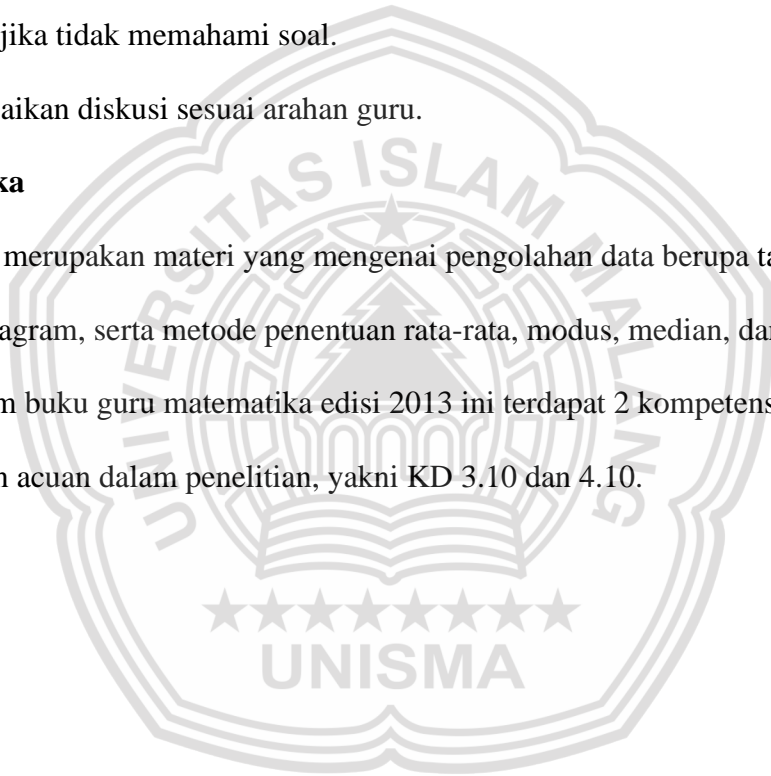 jika tidak memahami soal.
aikan diskusi sesuai arahan guru.
ka
merupakan materi yang mengenai pengolahan data berupa ta
agram, serta metode penentuan rata-rata, modus, median, dan
m buku guru matematika edisi 2013 ini terdapat 2 kompetens
n acuan dalam penelitian, yakni KD 3.10 dan 4.10.
UNIVERSITAS ISLAM MALANG
UNISMA